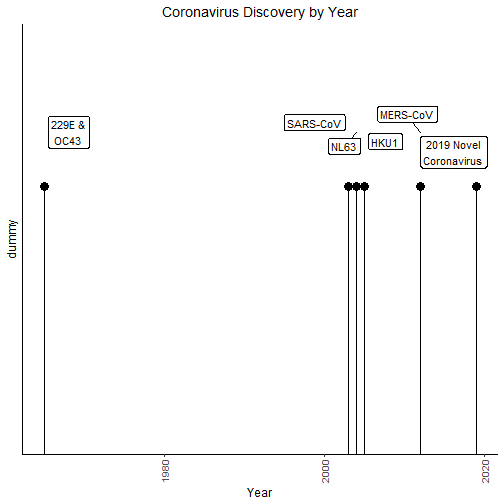 Coronavirus Discovery by Year
229E &
OC43
SARS-CoV
NL63
HKU1
MERS-CoV
2019 Novel
Coronavirus
dummy
1980
2000
2020
Year